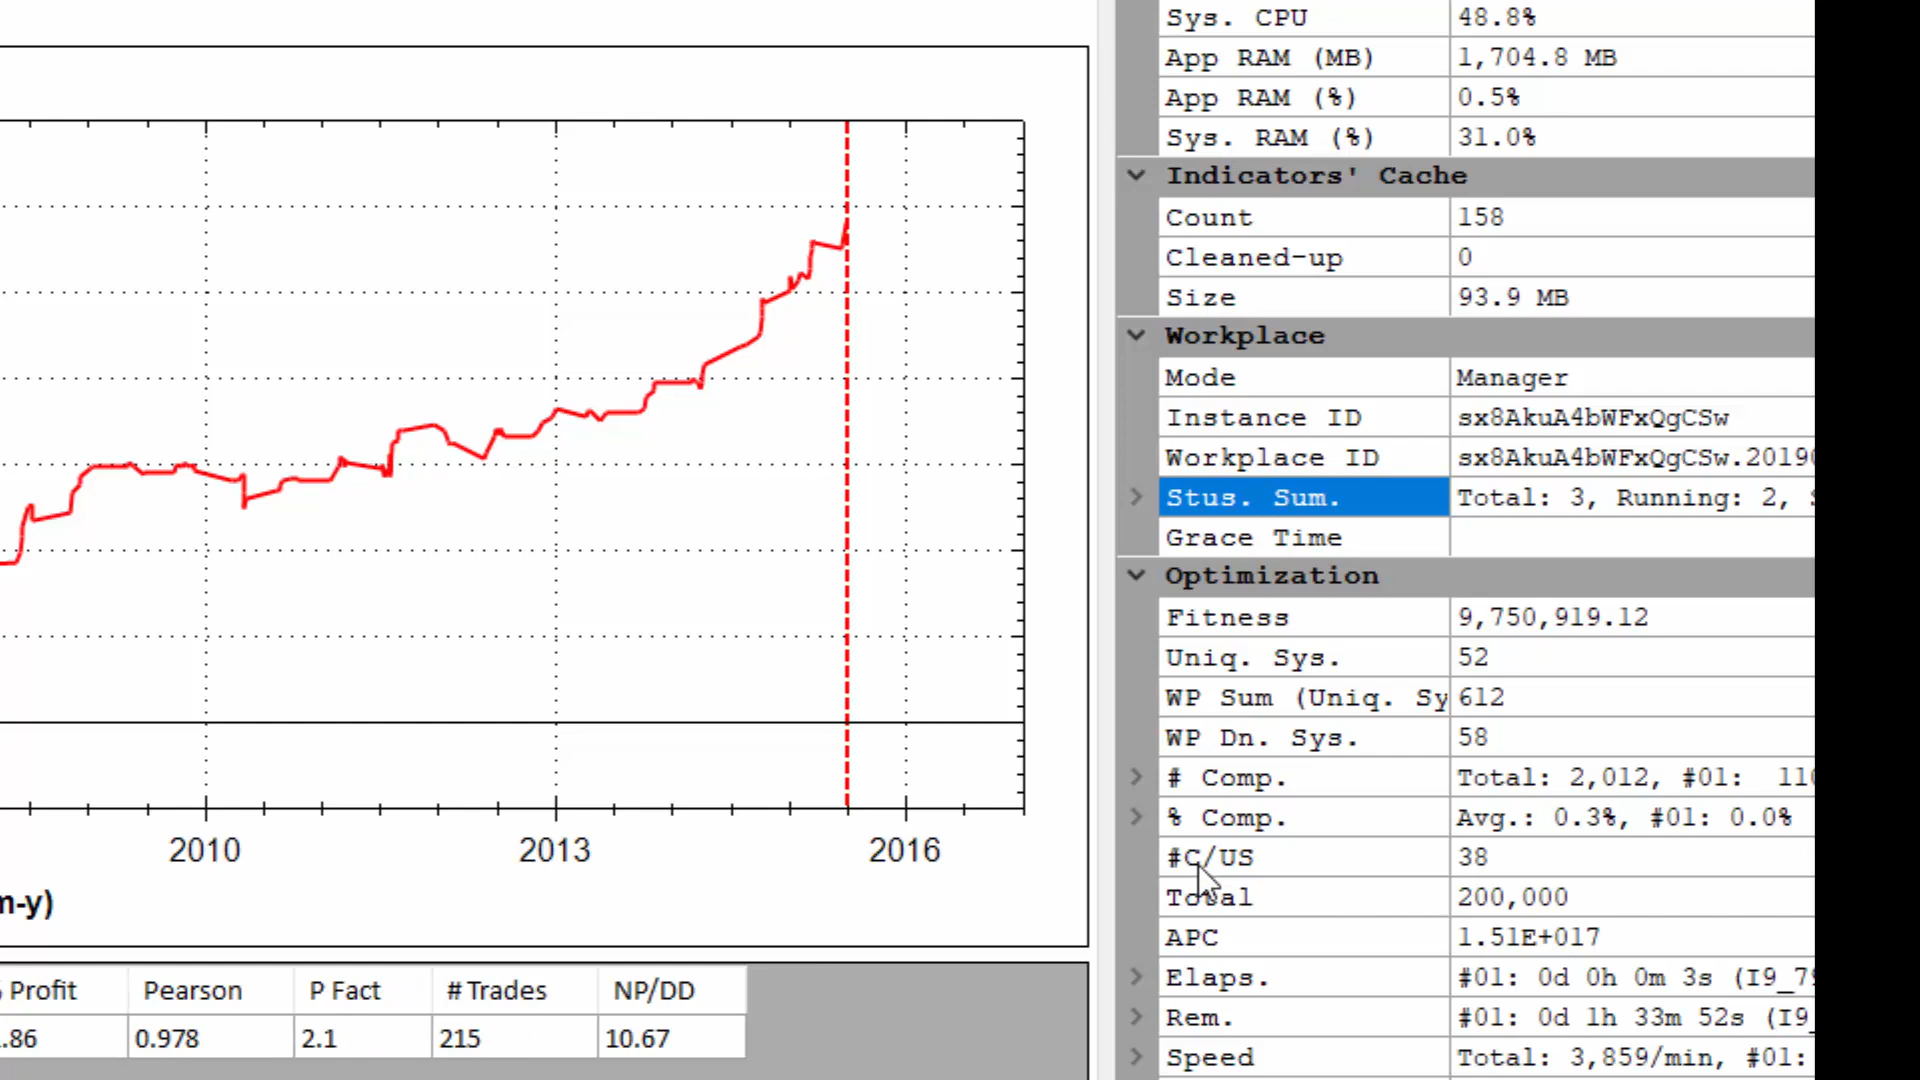 Sys. CPU 48.8%
App RAM (MB) 1,704.8 MB
App RAM (%) 0.5%
Sys. RAM (%) 31.0%
Indicators' Cache
Count 158
Cleaned-up 0
Size 93.9 MB
Workplace
Mode Manager
Instance ID sx8AkuA4bWFxQgCSw
Workplace ID sx8AkuA4bWFxQgCSw.2019
Stus. Sum. Total: 3, Running: 2,
Grace Time
Optimization
Fitness 9,750,919.12
Uniq. Sys. 52
WP Sum (Uniq. Sy 612
WP Dn. Sys. 58
# Comp. Total: 2,012, #01: 110
% Comp. Avg.: 0.3%, #01: 0.0%
#C/US 38
Total 200,000
APC 1.51E+017
Elaps. #01: 0d 0h 0m 3s (I9_79
Rem. #01: 0d 1h 33m 52s (I9_
Speed Total: 3,859/min, #01:
2010 2013 2016
n-y)
Profit Pearson P Fact # Trades NP/DD
.86 0.978 2.1 215 10.67